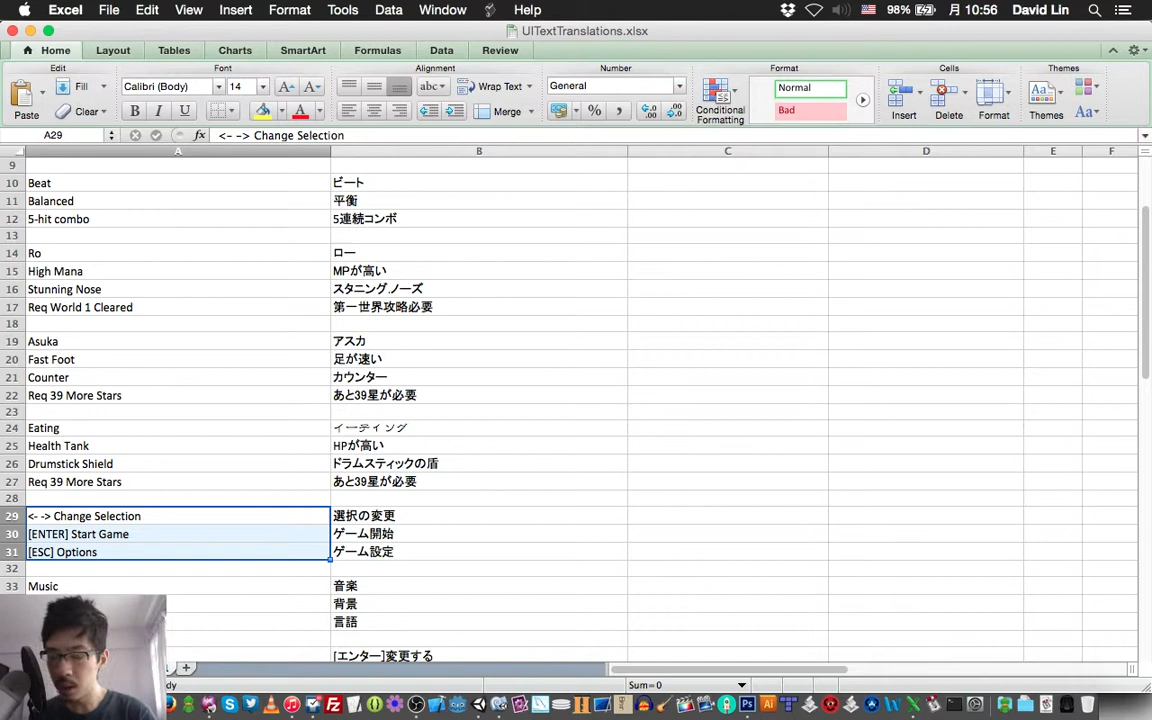 Excel File Edit View Insert Format Tools Data Window Help 98% 月10:56 David Lin
UITextTranslations.xlsx
Home Layout Tables Charts SmartArt Formulas Data Review
Edit Font Alignment Number Format Cells Themes
Paste Fill Calibri (Body) 14 A A abc Wrap Text General Conditional Formatting Normal Insert Delete Format Themes Aa
Clear B I U A Merge % , Bad Aa
A29 fx <- -> Change Selection
A B C D E F
9
10 Beat ビート
11 Balanced 平衡
12 5-hit combo 5連続コンボ
13
14 Ro ロー
15 High Mana MPが高い
16 Stunning Nose スタニング.ノーズ
17 Req World 1 Cleared 第一世界攻略必要
18
19 Asuka アスカ
20 Fast Foot 足が速い
21 Counter カウンター
22 Req 39 More Stars あと39星が必要
23
24 Eating イーティング
25 Health Tank HPが高い
26 Drumstick Shield ドラムスティックの盾
27 Req 39 More Stars あと39星が必要
28
29 <- -> Change Selection 選択の変更
30 [ENTER] Start Game ゲーム開始
31 [ESC] Options ゲーム設定
32
33 Music 音楽
背景
言語
[エンター]変更する
Sum=0